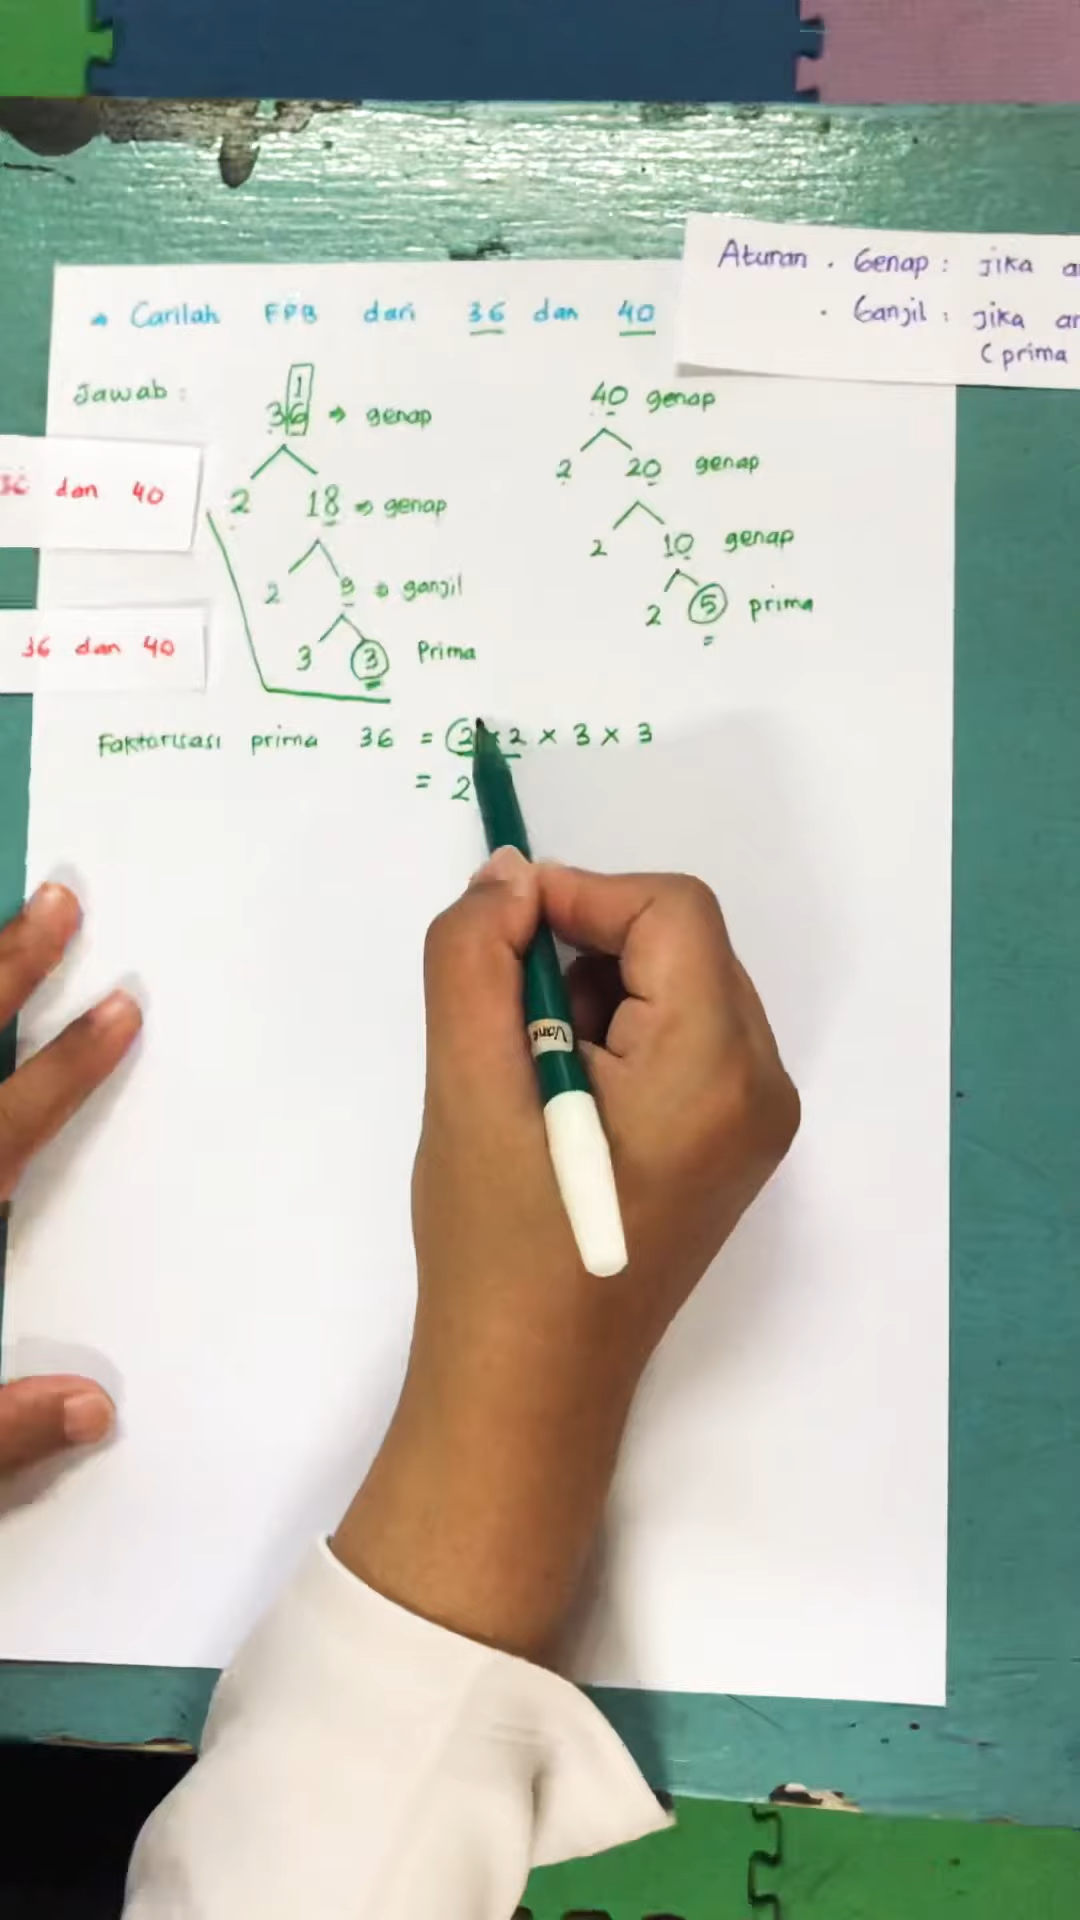 Aturan . Genap : jika
. Ganjil : jika
(prima
Carilah FPB dari 36 dan 40
Jawab :
1
36 → genap
2 18 → genap
2 9 → ganjil
3 3 Prima
40 genap
2 20 genap
2 10 genap
2 5 prima
=
36 dan 40
36 dan 40
Faktorisasi prima 36 = 2 × 2 × 3 × 3
= 2